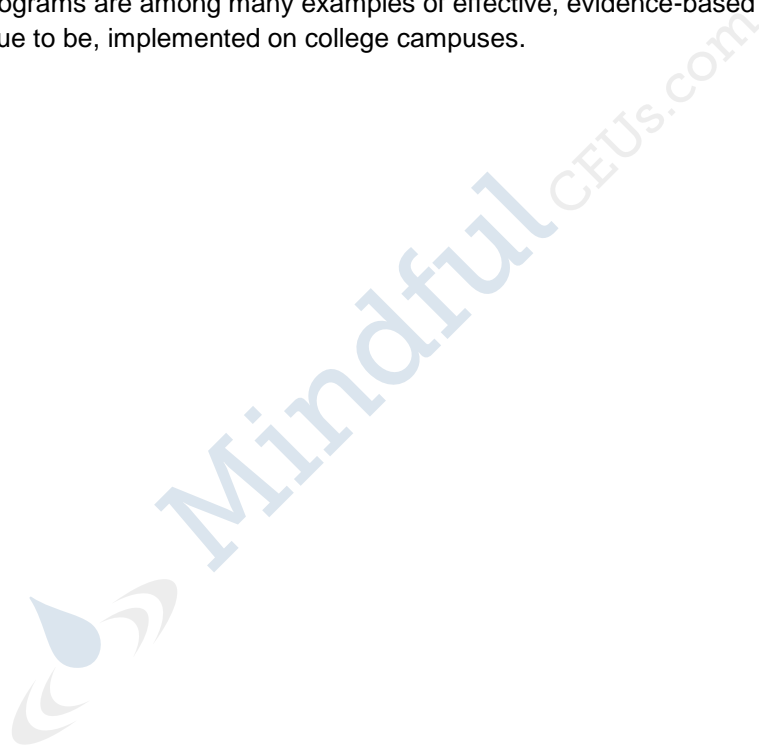 ograms are among many examples of effective, evidence-based
ue to be, implemented on college campuses.
Mindful CEUs.com